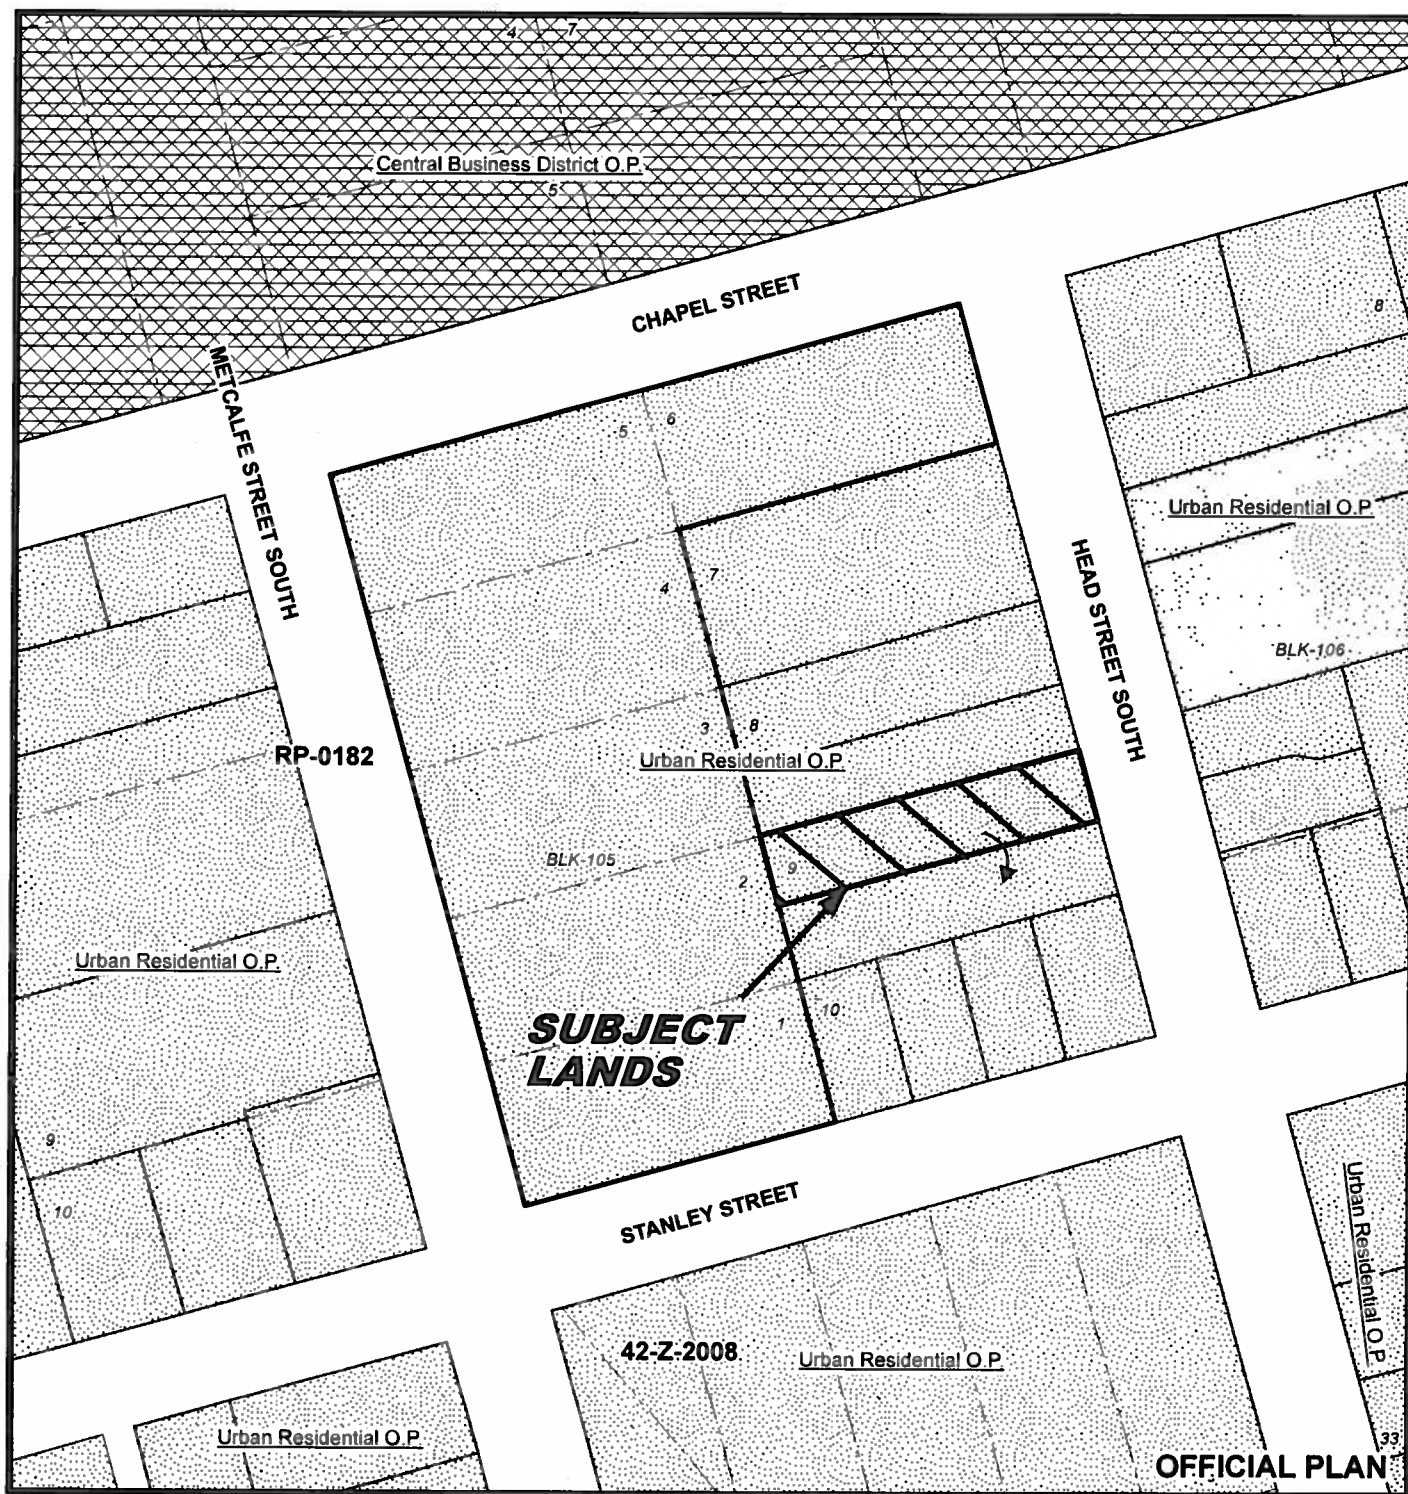 4 7
Central Business District O.P.
5
CHAPEL STREET
8
METCALFE STREET SOUTH
5 6
Urban Residential O.P.
HEAD STREET SOUTH
4 7
BLK-106
3 8
RP-0182
Urban Residential O.P.
BLK 105
2 9
Urban Residential O.P.
SUBJECT
LANDS
1 10
9
10
STANLEY STREET
Urban Residential O.P.
42-Z-2008
Urban Residential O.P.
Urban Residential O.P.
33
OFFICIAL PLAN